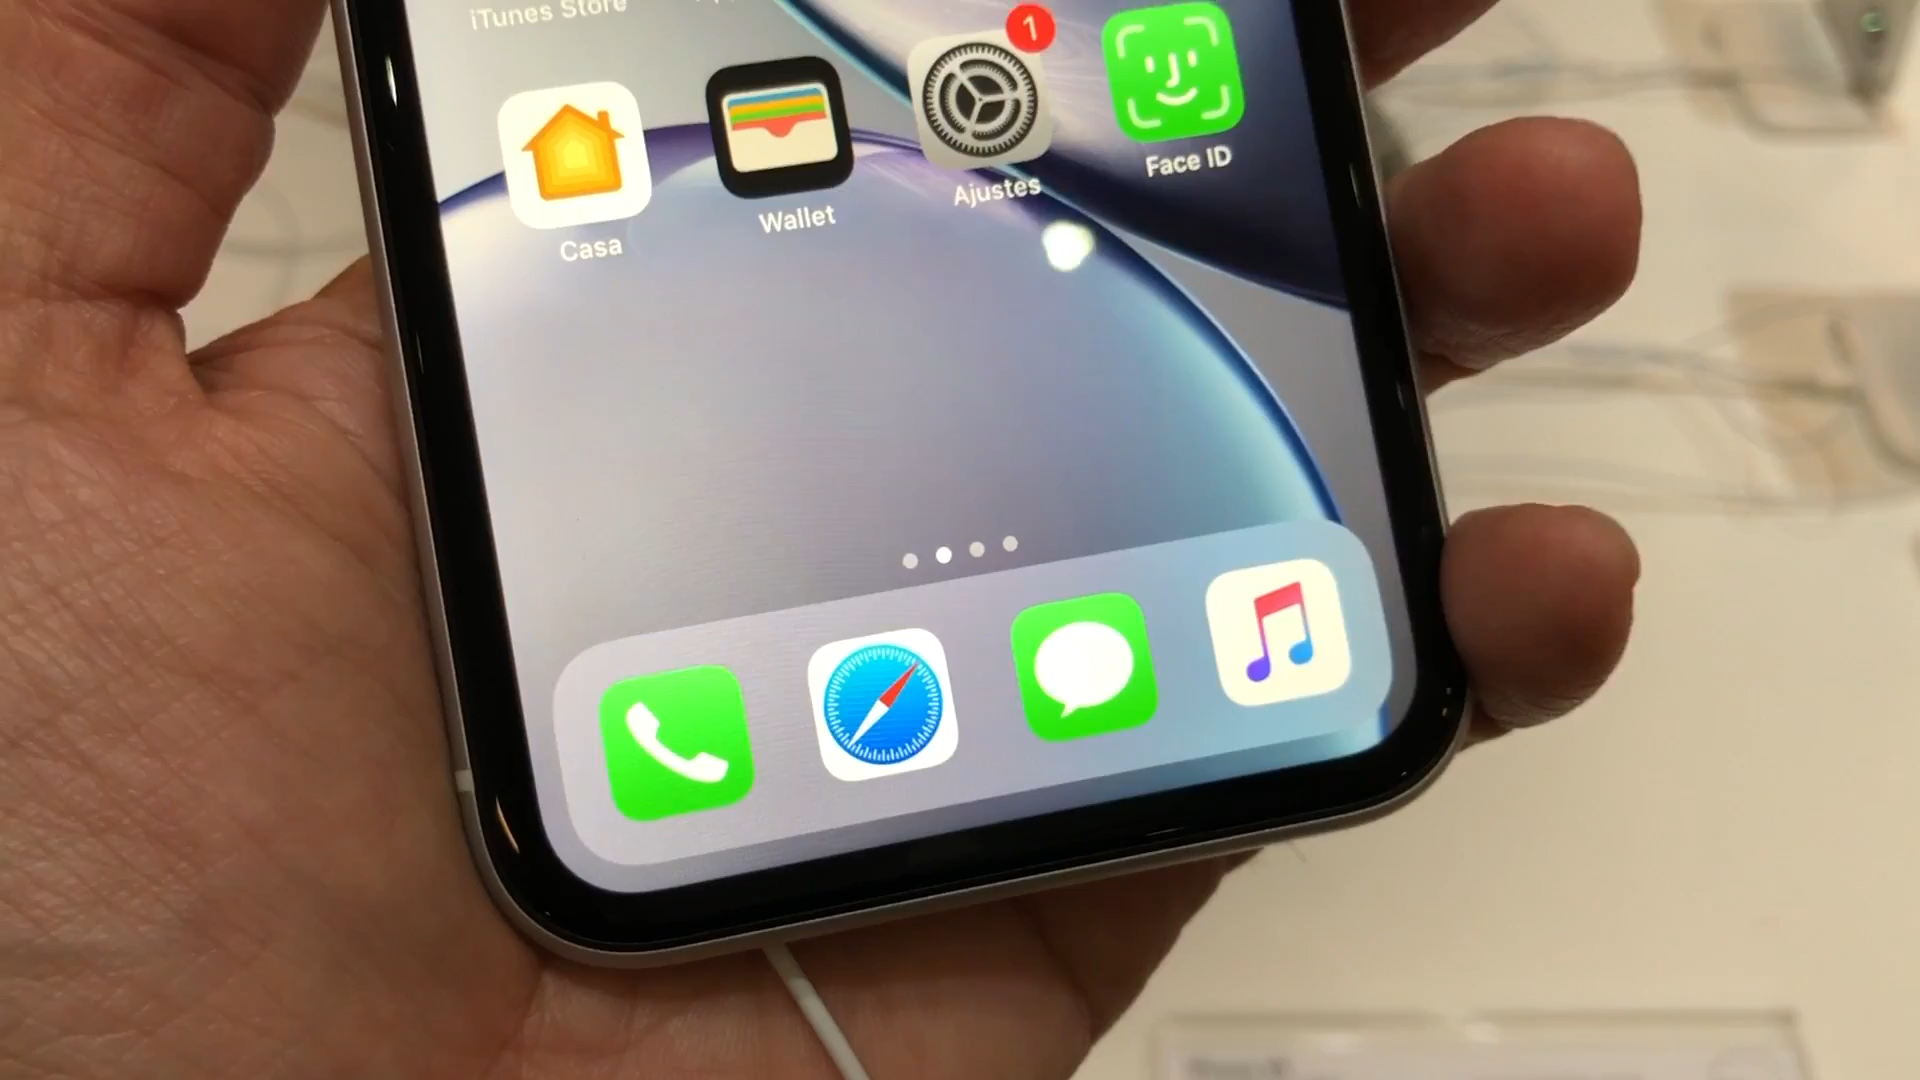 iTunes Store
1
Casa
Wallet
Ajustes
Face ID